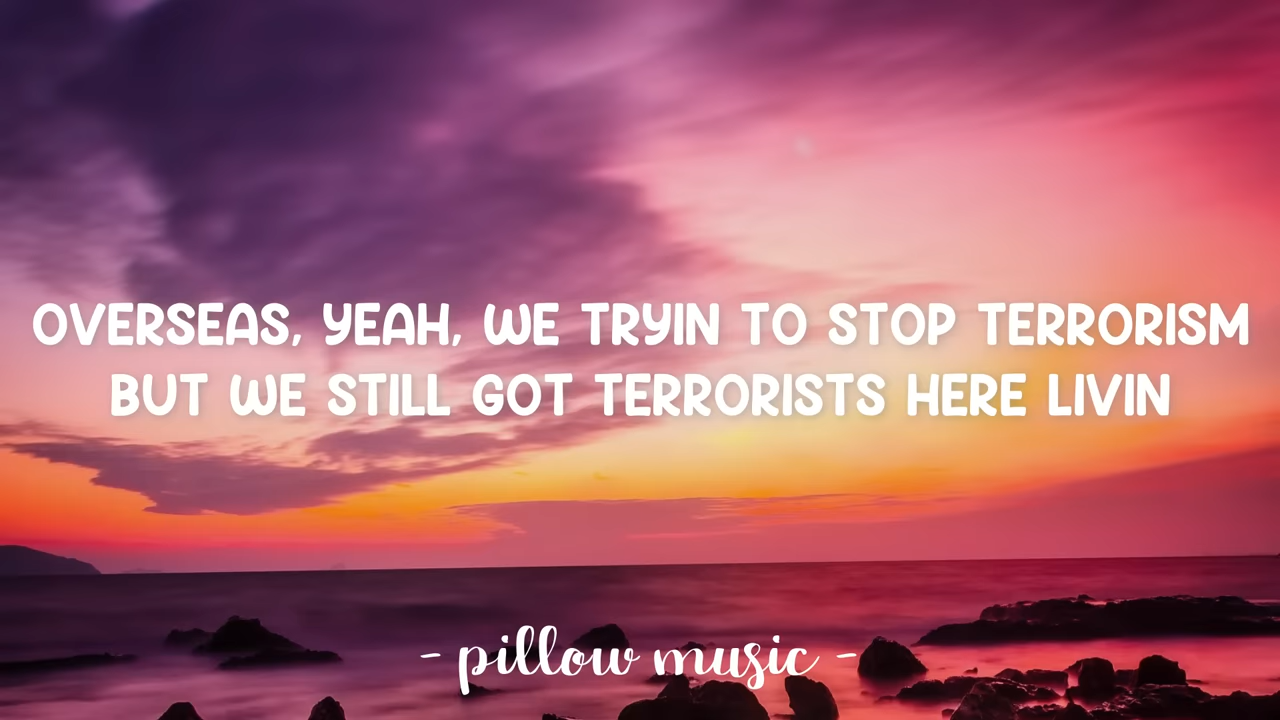 OVERSEAS, YEAH, WE TRYIN TO STOP TERRORISM
BUT WE STILL GOT TERRORISTS HERE LIVIN
- pillow music -